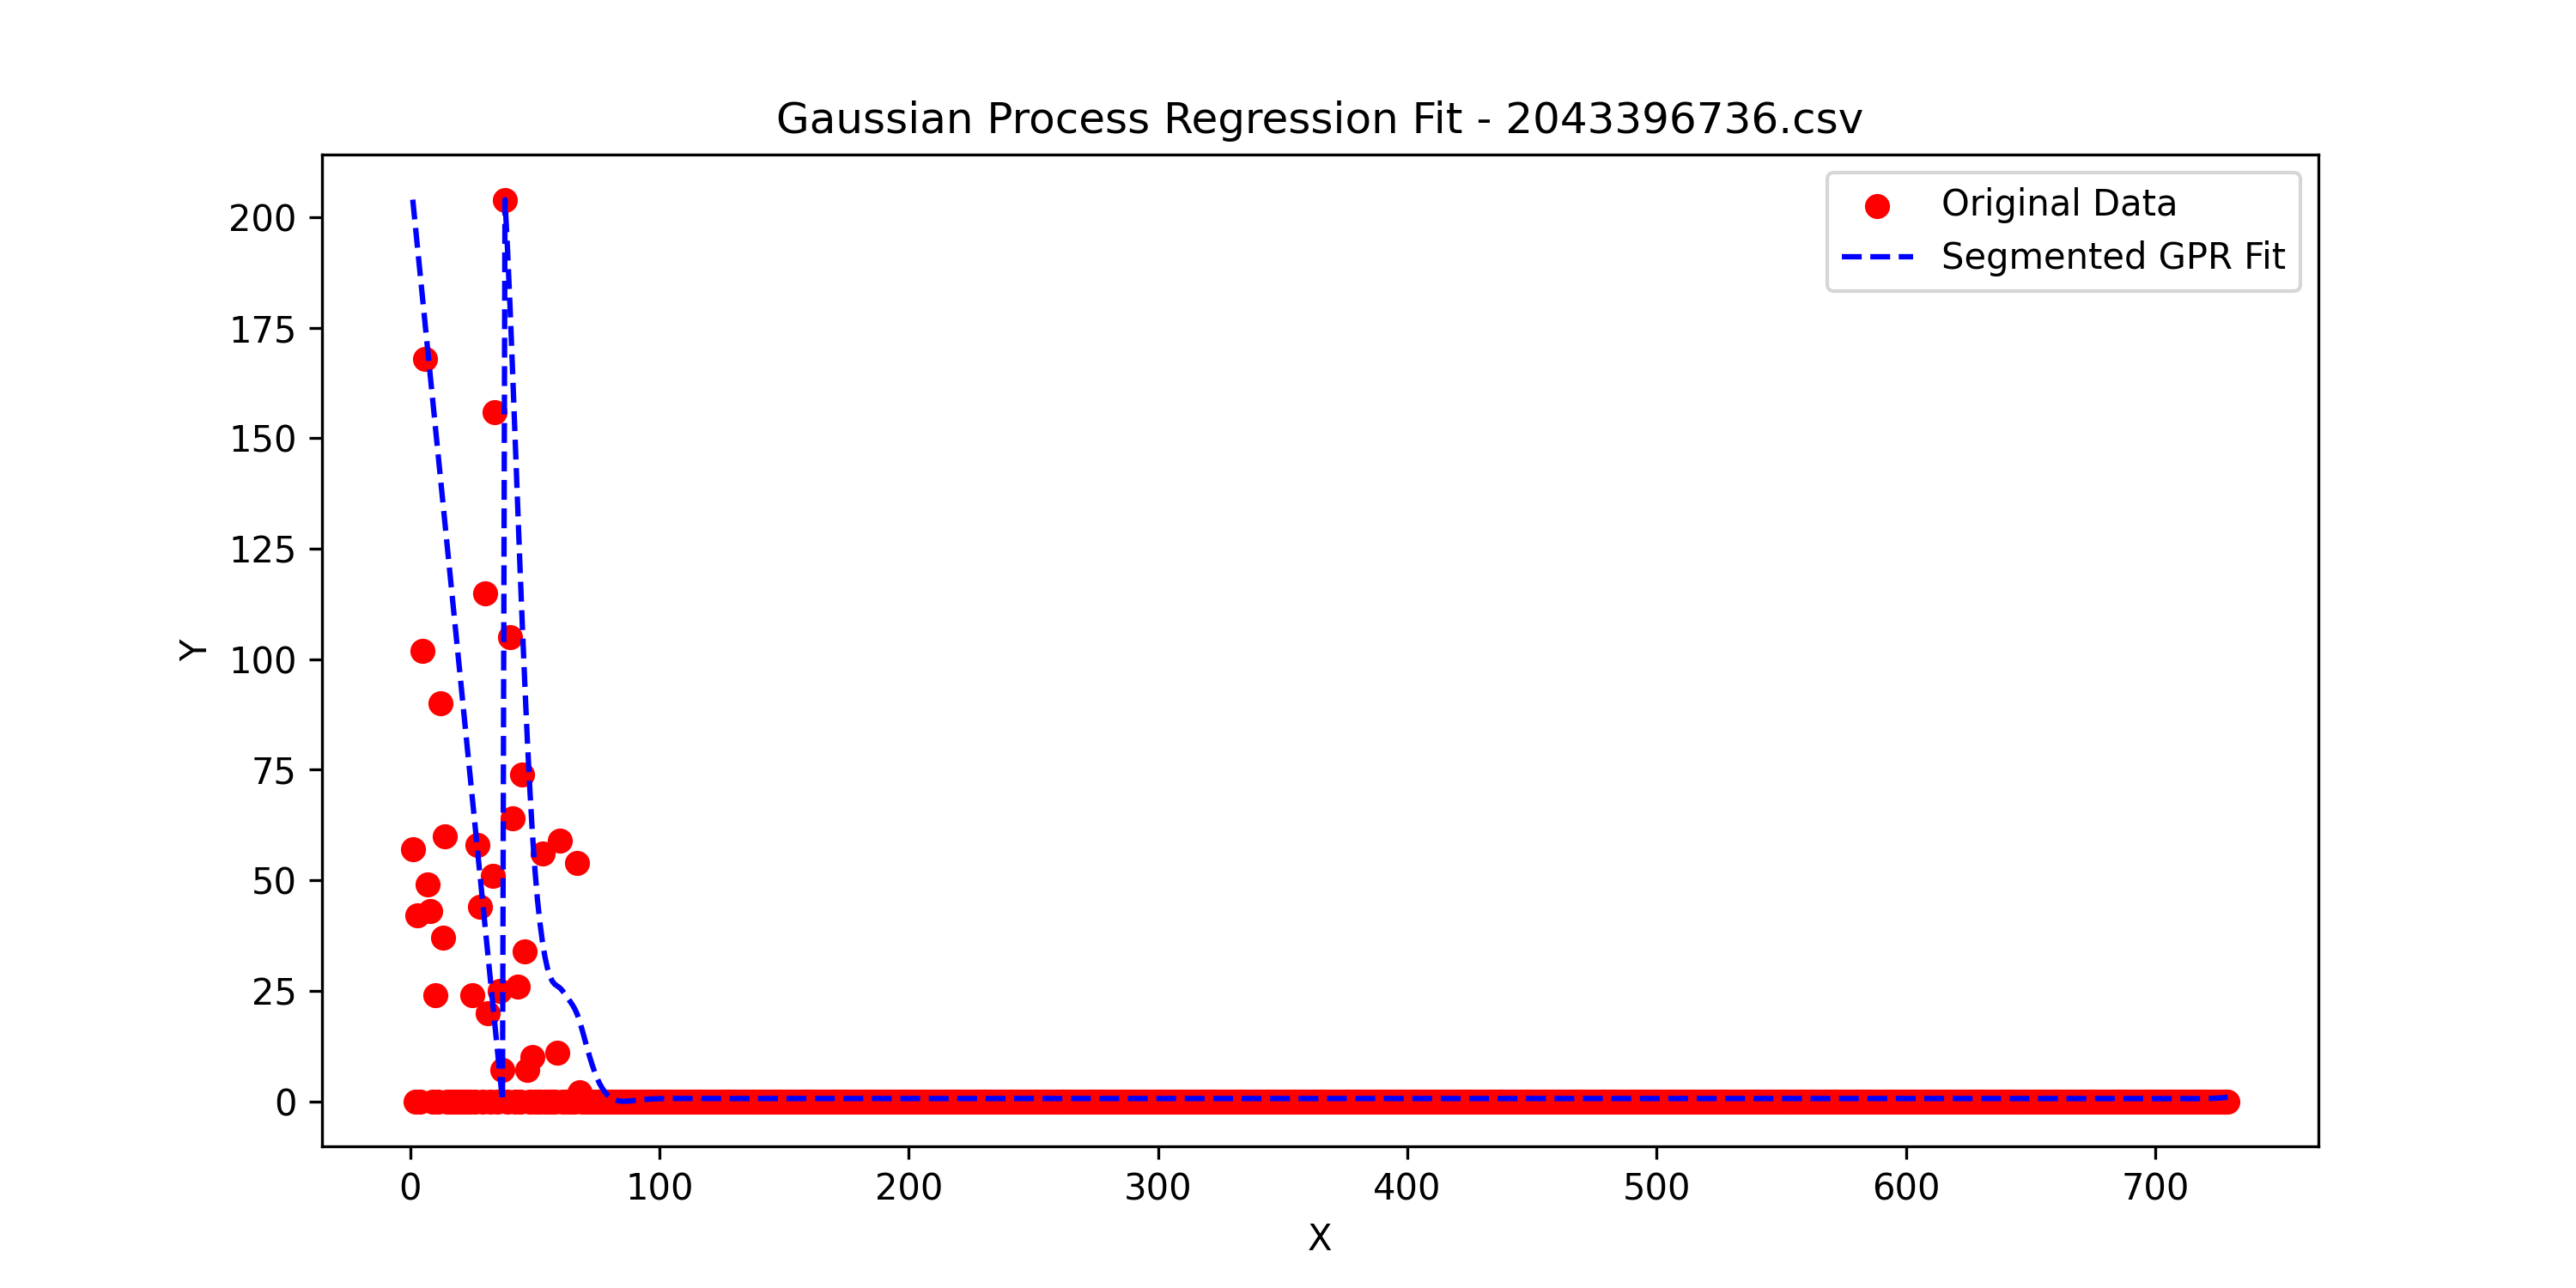 Gaussian Process Regression Fit - 2043396736.csv
Original Data
Segmented GPR Fit
200
175
150
125
100
75
50
25
0
Y
0 100 200 300 400 500 600 700
X